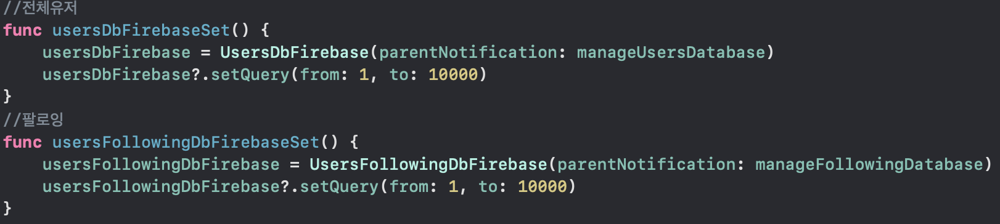 //전체유저
func usersDbFirebaseSet() {
    usersDbFirebase = UsersDbFirebase(parentNotification: manageUsersDatabase)
    usersDbFirebase?.setQuery(from: 1, to: 10000)
}
//팔로잉
func usersFollowingDbFirebaseSet() {
    usersFollowingDbFirebase = UsersFollowingDbFirebase(parentNotification: manageFollowingDatabase)
    usersFollowingDbFirebase?.setQuery(from: 1, to: 10000)
}